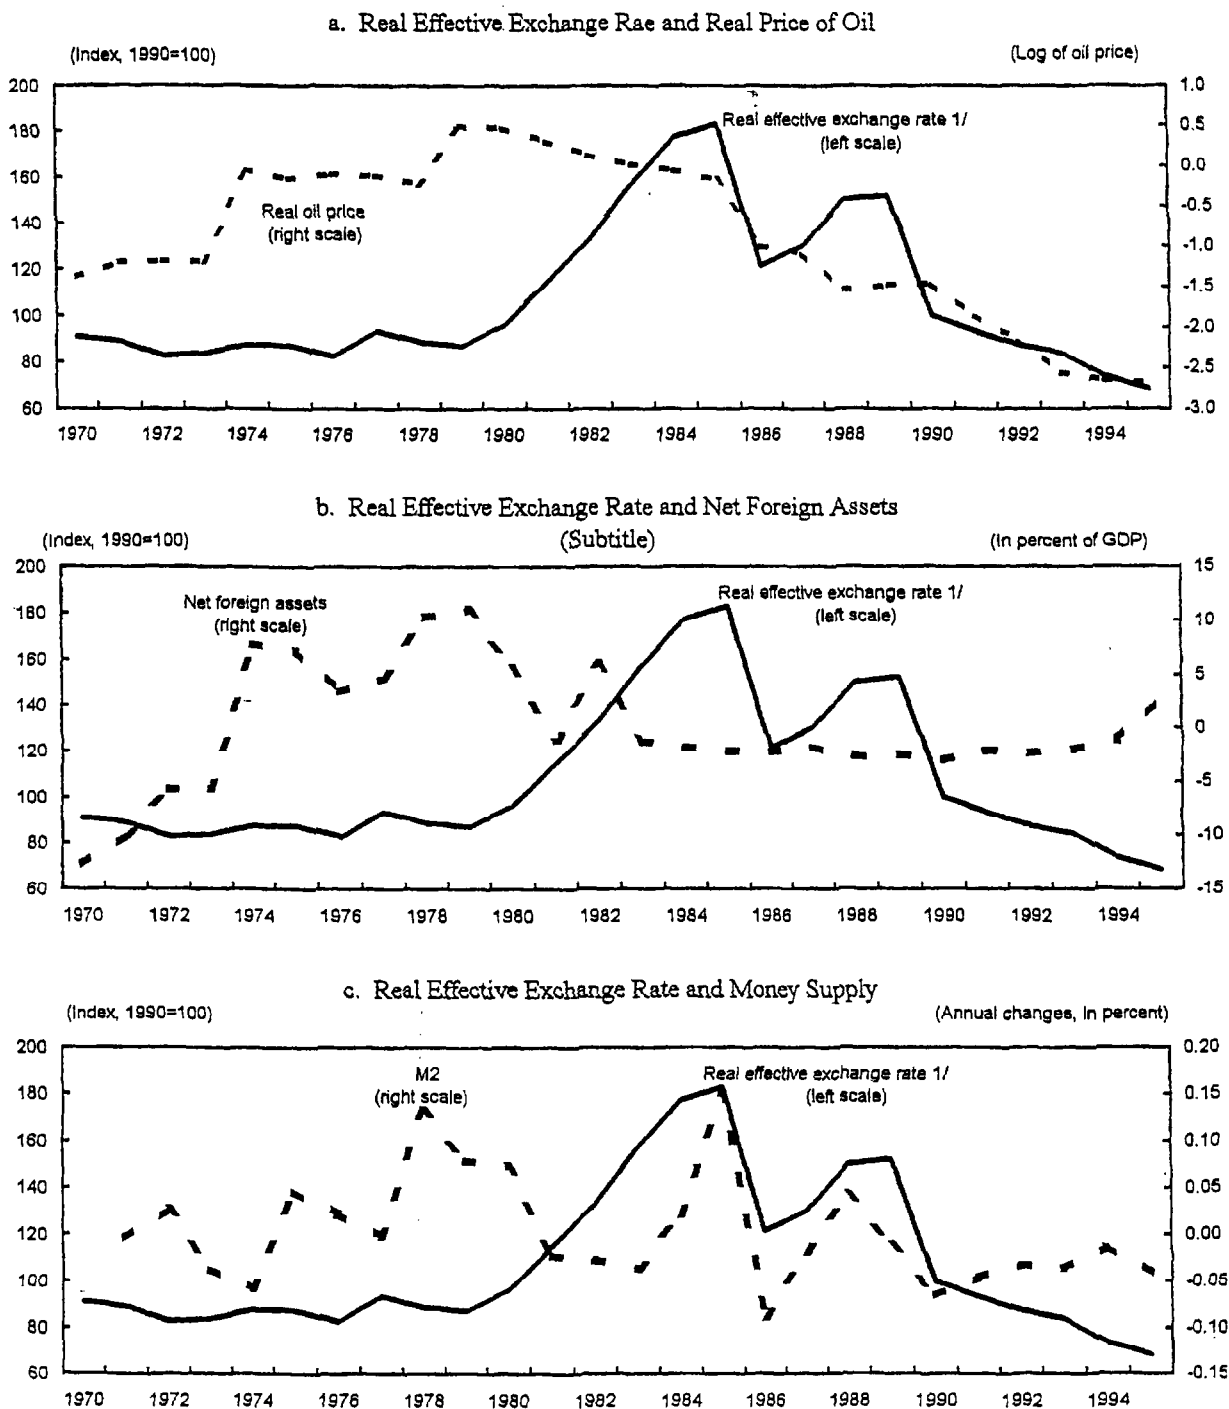 a. Real Effective Exchange Rae and Real Price of Oil
(Index, 1990=100) (Log of oil price)
200 1.0
180 0.5
160 0.0
140 -0.5
120 -1.0
100 -1.5
80 -2.0
60 -2.5
-3.0
Real effective exchange rate 1/
(left scale)
Real oil price
(right scale)
1970 1972 1974 1976 1978 1980 1982 1984 1986 1988 1990 1992 1994
b. Real Effective Exchange Rate and Net Foreign Assets
(Subtitle)
(Index, 1990=100) (In percent of GDP)
200 15
180 10
160 5
140 0
120 -5
100 -10
80 -15
60
Net foreign assets
(right scale)
Real effective exchange rate 1/
(left scale)
1970 1972 1974 1976 1978 1980 1982 1984 1986 1988 1990 1992 1994
c. Real Effective Exchange Rate and Money Supply
(Index, 1990=100) (Annual changes, In percent)
200 0.20
180 0.15
160 0.10
140 0.05
120 0.00
100 -0.05
80 -0.10
60 -0.15
M2
(right scale)
Real effective exchange rate 1/
(left scale)
1970 1972 1974 1976 1978 1980 1982 1984 1986 1988 1990 1992 1994